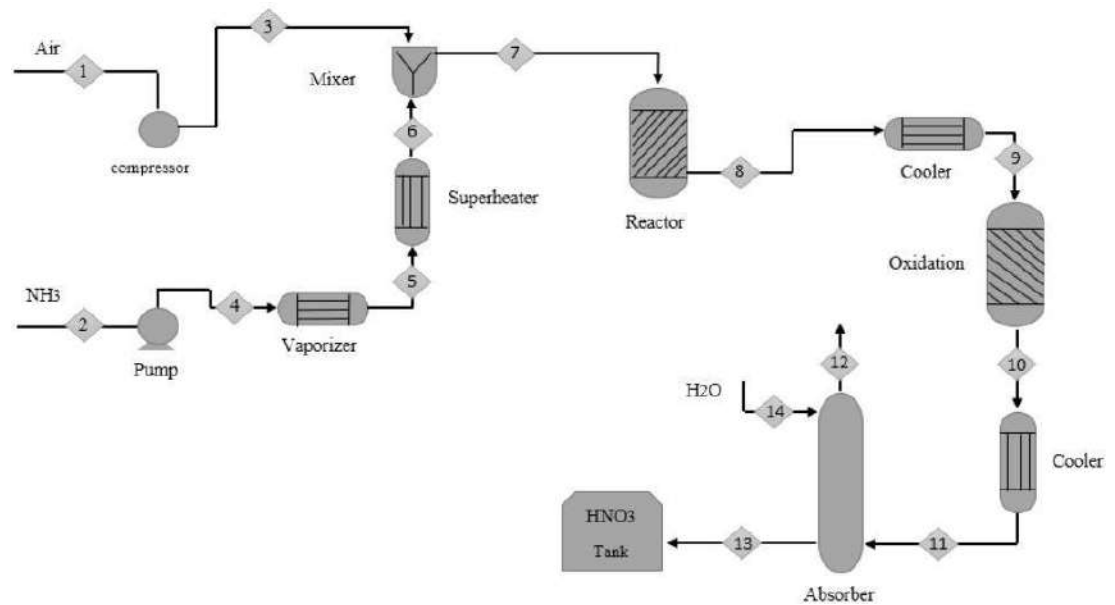 3
Air
1
7
Mixer
6
compressor
9
8
Cooler
Superheater
Reactor
5
Oxidation
NH3
4
2
Vaporizer
12
10
Pump
H2O
14
Cooler
HNO3
Tank
13
11
Absorber